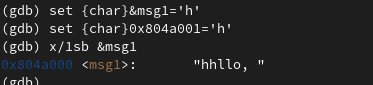 (gdb) set {char}&msg1='h'
(gdb) set {char}0x804a001='h'
(gdb) x/1sb &msg1
0x804a000 <msg1>:       "hhllo, "
(gdb)